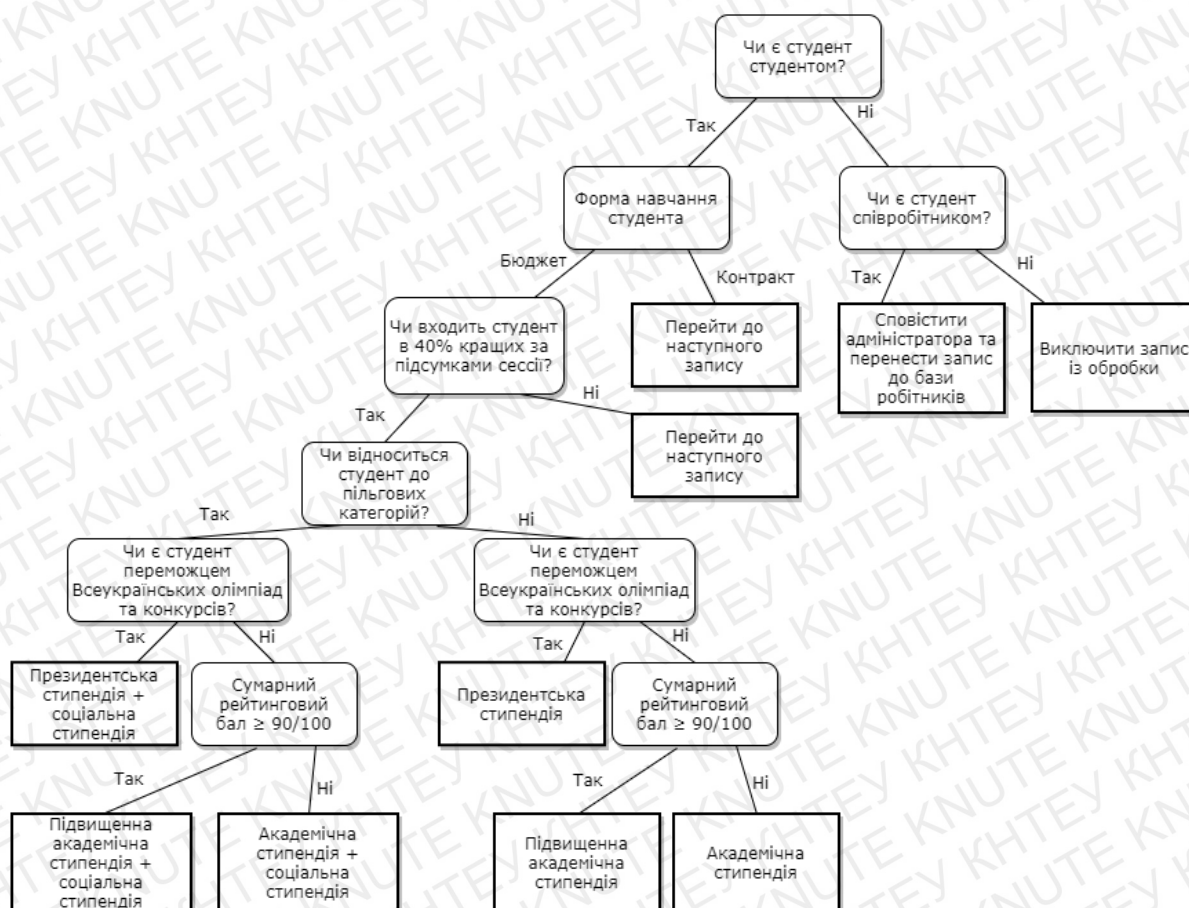 Чи є студент
студентом?
Так
Ні
Форма навчання
студента
Чи є студент
співробітником?
Бюджет
Контракт
Так
Ні
Чи входить студент
в 40% кращих за
підсумками сессії?
Перейти до
наступного
запису
Сповістити
адміністратора та
перенести запис
до бази
робітників
Виключити запис
із обробки
Так
Ні
Перейти до
наступного
запису
Чи відноситься
студент до
пільгових
категорій?
Так
Ні
Чи є студент
переможцем
Всеукраїнських олімпіад
та конкурсів?
Чи є студент
переможцем
Всеукраїнських олімпіад
та конкурсів?
Так
Ні
Так
Ні
Президентська
стипендія +
соціальна
стипендія
Сумарний
рейтинговий
бал ≥ 90/100
Президентська
стипендія
Сумарний
рейтинговий
бал ≥ 90/100
Так
Ні
Так
Ні
Підвищенна
академічна
стипендія +
соціальна
стипендія
Академічна
стипендія +
соціальна
стипендія
Підвищенна
академічна
стипендія
Академічна
стипендія